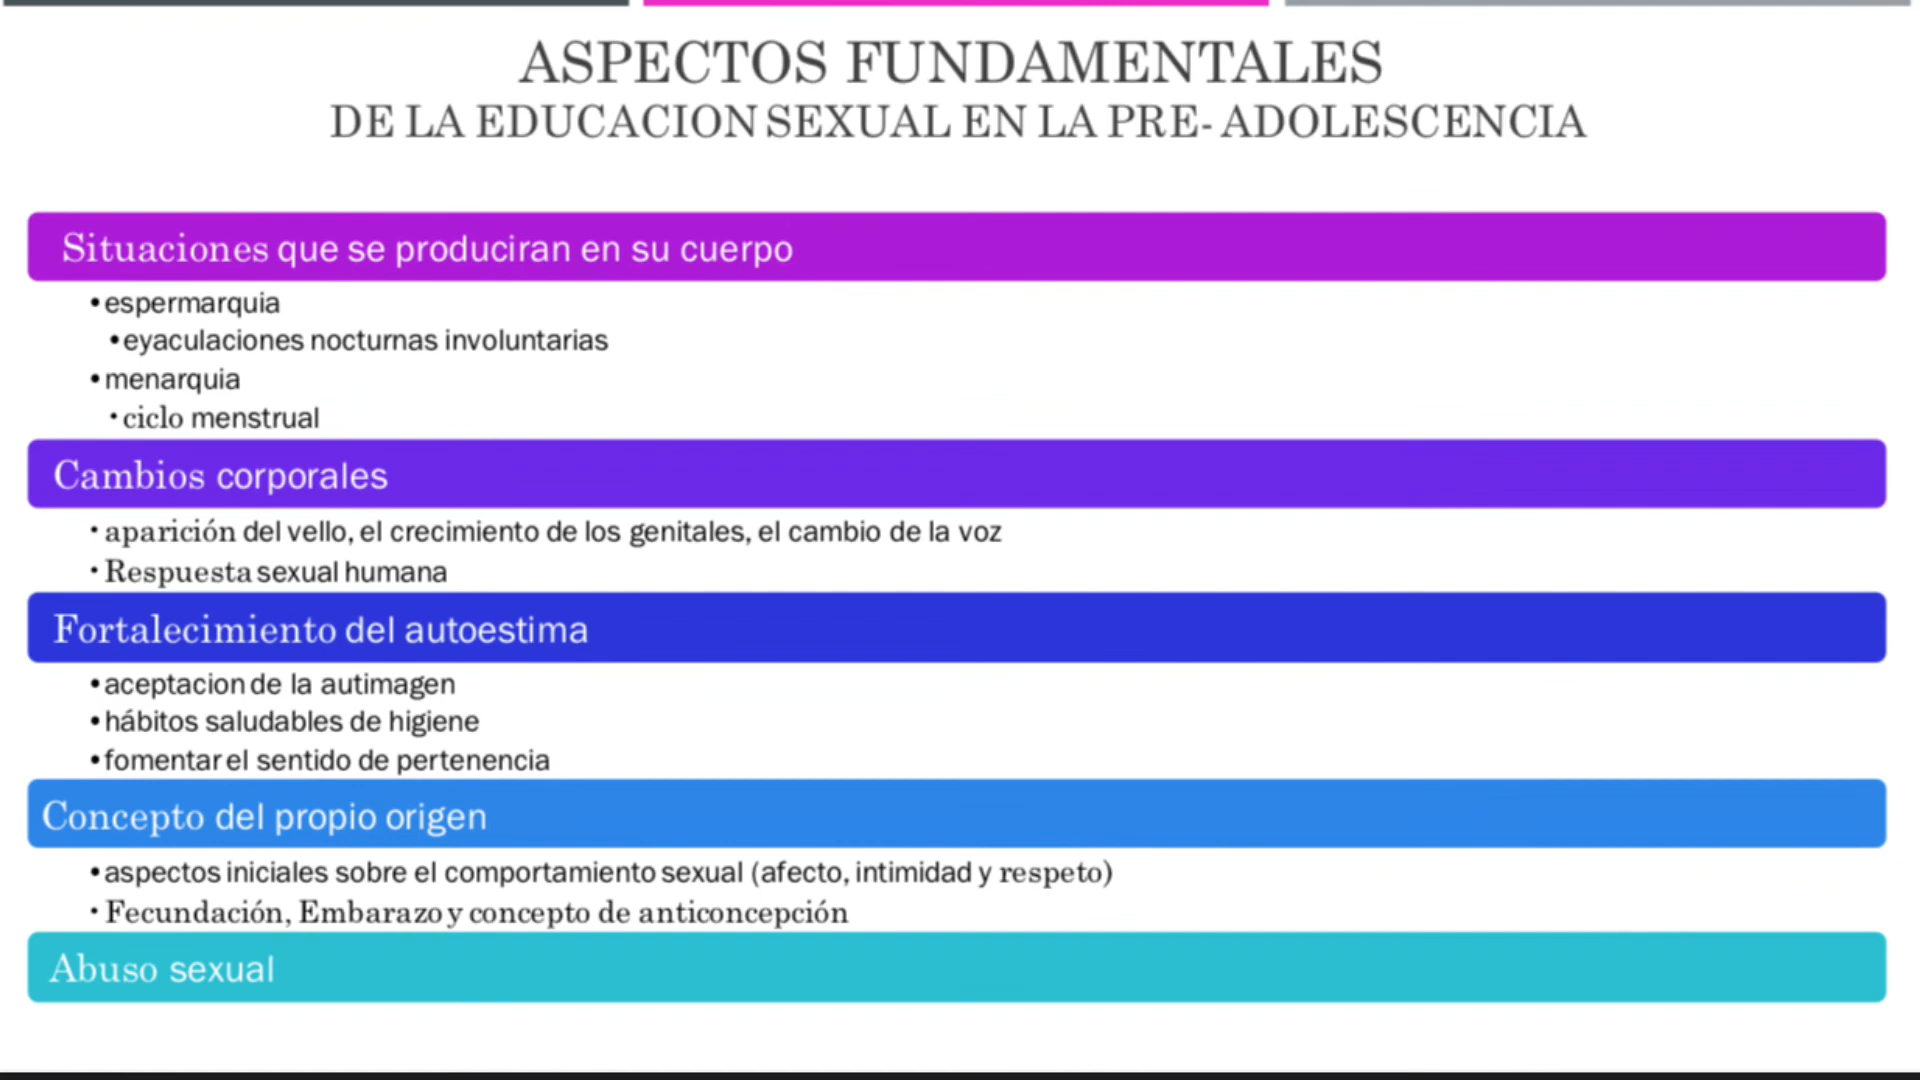 ASPECTOS FUNDAMENTALES
DE LA EDUCACION SEXUAL EN LA PRE- ADOLESCENCIA
Situaciones que se produciran en su cuerpo
•espermarquia
•eyaculaciones nocturnas involuntarias
•menarquia
•ciclo menstrual
Cambios corporales
•aparición del vello, el crecimiento de los genitales, el cambio de la voz
•Respuesta sexual humana
Fortalecimiento del autoestima
•aceptacion de la autimagen
•hábitos saludables de higiene
•fomentar el sentido de pertenencia
Concepto del propio origen
•aspectos iniciales sobre el comportamiento sexual (afecto, intimidad y respeto)
•Fecundación, Embarazo y concepto de anticoncepción
Abuso sexual